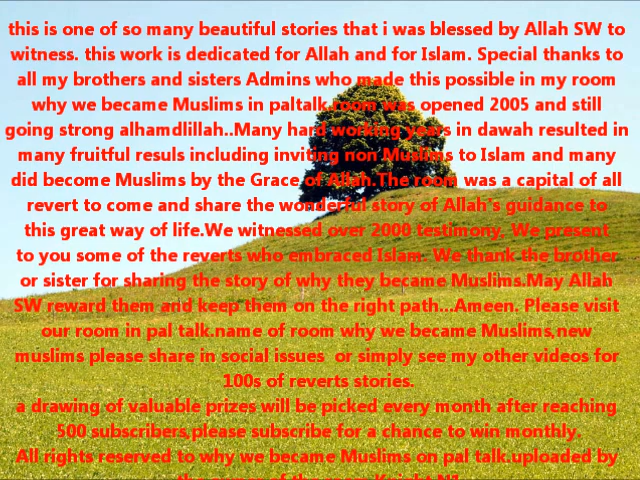 this is one of so many beautiful stories that i was blessed by Allah SW to
witness. this work is dedicated for Allah and for Islam. Special thanks to
all my brothers and sisters Admins who made this possible in my room
why we became Muslims in paltalk,room was opened 2005 and still
going strong alhamdlillah..Many hard working years in dawah resulted in
many fruitful resuls including inviting non Muslims to Islam and many
did become Muslims by the Grace of Allah.The room was a capital of all
revert to come and share the wonderful story of Allah"s guidance to
this great way of life.We witnessed over 2000 testimony. We present
to you some of the reverts who embraced Islam. We thank the brother
or sister for sharing the story of why they became Muslims.May Allah
SW reward them and keep them on the right path...Ameen. Please visit
our room in pal talk.name of room why we became Muslims,new
muslims please share in social issues or simply see my other videos for
100s of reverts stories.
a drawing of valuable prizes will be picked every month after reaching
500 subscribers,please subscribe for a chance to win monthly.
All rights reserved to why we became Muslims on pal talk.uploaded by
the owner of the room